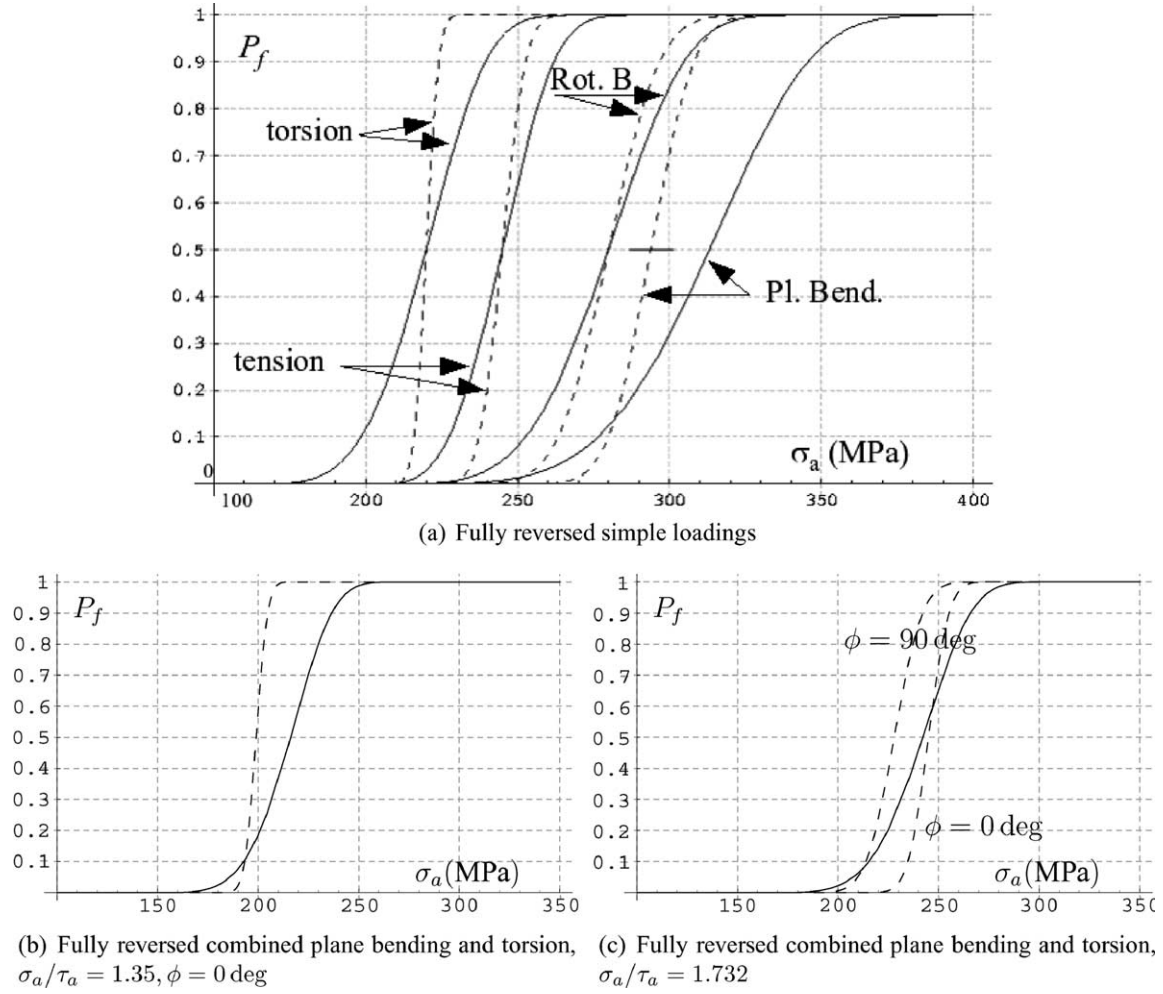 1
P_f
0.9
Rot. B
0.8
torsion
0.7
0.6
0.5
0.4
Pl. Bend.
0.3
tension
0.2
0.1
σ_a (MPa)
0
100 200 250 300 350 400
(a) Fully reversed simple loadings
1
P_f
0.9
0.8
0.7
0.6
0.5
0.4
0.3
0.2
0.1
σ_a(MPa)
150 200 250 300 350
(b) Fully reversed combined plane bending and torsion,
σ_a/τ_a = 1.35, ϕ = 0 deg
1
P_f
0.9
0.8
ϕ = 90 deg
0.7
0.6
0.5
0.4
0.3
0.2
ϕ = 0 deg
0.1
σ_a(MPa)
150 200 250 300 350
(c) Fully reversed combined plane bending and torsion,
σ_a/τ_a = 1.732